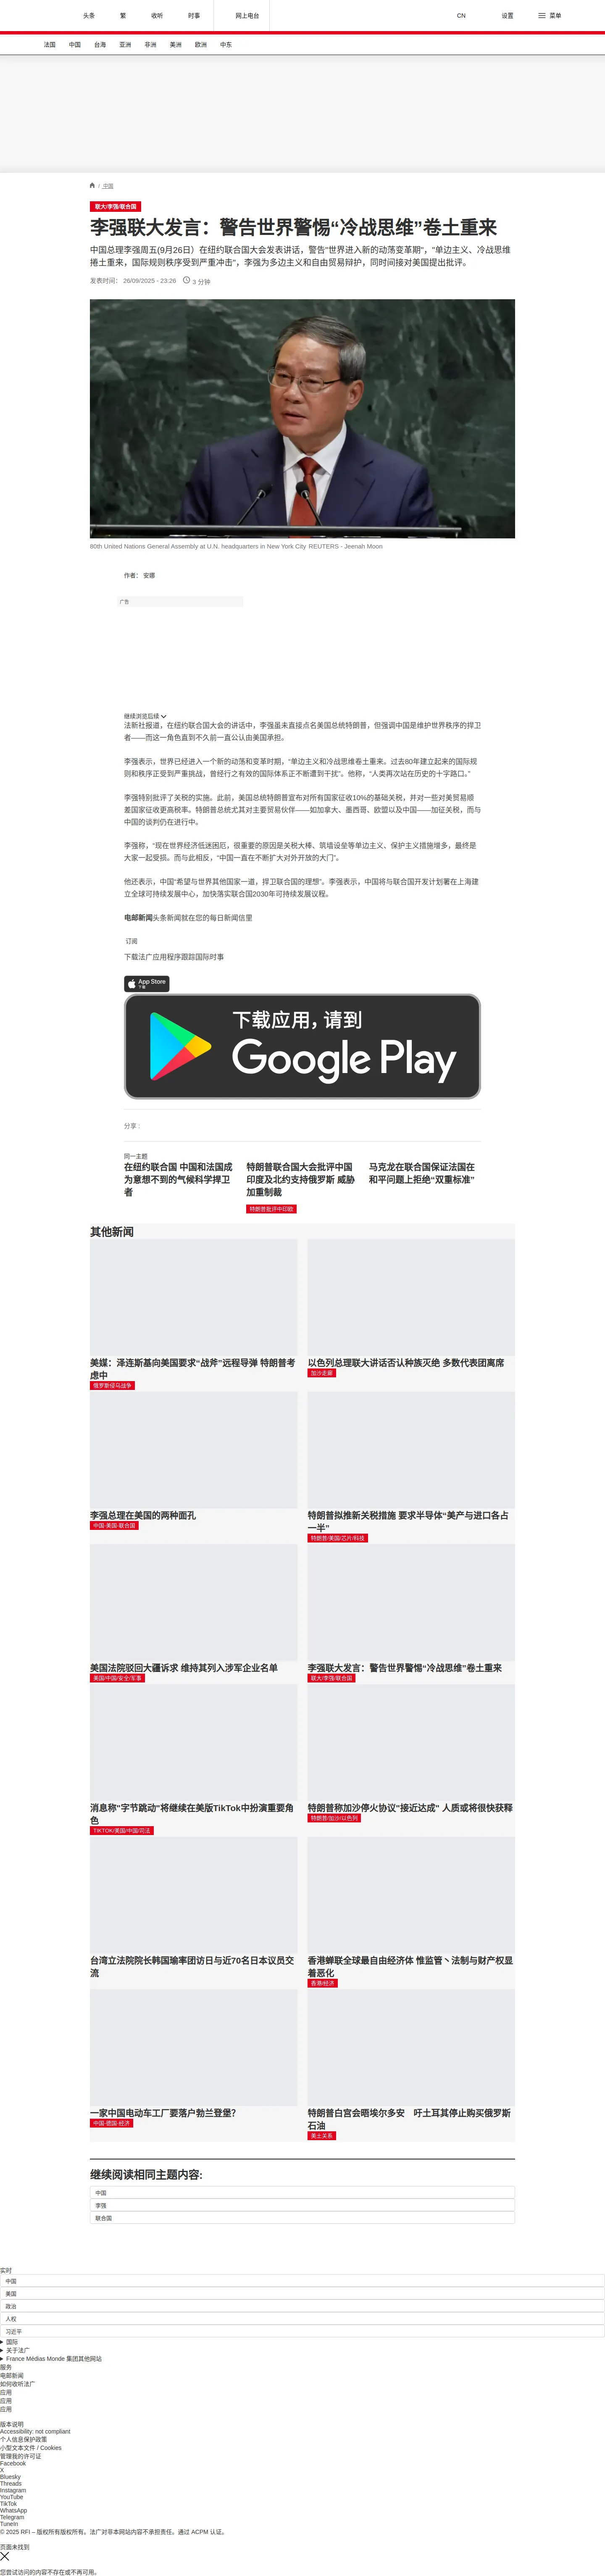 头条
繁
收听
时事
网上电台
CN
设置
菜单
法国
中国
台海
亚洲
非洲
美洲
欧洲
中东
/ 中国
联大/李强/联合国
李强联大发言：警告世界警惕“冷战思维”卷土重来
中国总理李强周五(9月26日）在纽约联合国大会发表讲话，警告"世界进入新的动荡变革期"，"单边主义、冷战思维
捲土重来，国际规则秩序受到严重冲击"，李强为多边主义和自由贸易辩护，同时间接对美国提出批评。
发表时间： 26/09/2025 - 23:26
3 分钟
80th United Nations General Assembly at U.N. headquarters in New York City REUTERS - Jeenah Moon
作者： 安娜
广告
继续浏览后续
法新社报道，在纽约联合国大会的讲话中，李强虽未直接点名美国总统特朗普，但强调中国是维护世界秩序的捍卫
者——而这一角色直到不久前一直公认由美国承担。
李强表示，世界已经进入一个新的动荡和变革时期，“单边主义和冷战思维卷土重来。过去80年建立起来的国际规
则和秩序正受到严重挑战，曾经行之有效的国际体系正不断遭到干扰”。他称，“人类再次站在历史的十字路口。”
李强特别批评了关税的实施。此前，美国总统特朗普宣布对所有国家征收10%的基础关税，并对一些对美贸易顺
差国家征收更高税率。特朗普总统尤其对主要贸易伙伴——如加拿大、墨西哥、欧盟以及中国——加征关税，而与
中国的谈判仍在进行中。
李强称，“现在世界经济低迷困厄，很重要的原因是关税大棒、筑墙设垒等单边主义、保护主义措施增多，最终是
大家一起受损。而与此相反，“中国一直在不断扩大对外开放的大门”。
他还表示，中国“希望与世界其他国家一道，捍卫联合国的理想”。李强表示，中国将与联合国开发计划署在上海建
立全球可持续发展中心，加快落实联合国2030年可持续发展议程。
电邮新闻头条新闻就在您的每日新闻信里
订阅
下载法广应用程序跟踪国际时事
App Store
下载
下载应用，请到
Google Play
分享 :
同一主题
在纽约联合国 中国和法国成
为意想不到的气候科学捍卫
者
特朗普联合国大会批评中国
印度及北约支持俄罗斯 威胁
加重制裁
特朗普批评中印欧
马克龙在联合国保证法国在
和平问题上拒绝“双重标准”
其他新闻
美媒：泽连斯基向美国要求“战斧”远程导弹 特朗普考
虑中
俄罗斯侵乌战争
以色列总理联大讲话否认种族灭绝 多数代表团离席
加沙走廊
李强总理在美国的两种面孔
中国-美国-联合国
特朗普拟推新关税措施 要求半导体“美产与进口各占
一半”
特朗普/美国/芯片/科技
美国法院驳回大疆诉求 维持其列入涉军企业名单
美国/中国/安全/军事
李强联大发言：警告世界警惕“冷战思维”卷土重来
联大/李强/联合国
消息称"字节跳动"将继续在美版TikTok中扮演重要角
色
TIKTOK/美国/中国/司法
特朗普称加沙停火协议"接近达成" 人质或将很快获释
特朗普/加沙/以色列
台湾立法院院长韩国瑜率团访日与近70名日本议员交
流
香港蝉联全球最自由经济体 惟监管丶法制与财产权显
着恶化
香港/经济
一家中国电动车工厂要落户勃兰登堡？
中国-德国-经济
特朗普白宫会晤埃尔多安　吁土耳其停止购买俄罗斯
石油
美土关系
继续阅读相同主题内容:
中国
李强
联合国
实时
中国
美国
政治
人权
习近平
国际
关于法广
France Médias Monde 集团其他网站
服务
电邮新闻
如何收听法广
应用
应用
应用
版本说明
Accessibility: not compliant
个人信息保护政策
小型文本文件 / Cookies
管理我的许可证
Facebook
X
Bluesky
Threads
Instagram
YouTube
TikTok
WhatsApp
Telegram
TuneIn
© 2025 RFI – 版权所有版权所有。法广对非本网站内容不承担责任。通过 ACPM 认证。
页面未找到
您尝试访问的内容不存在或不再可用。